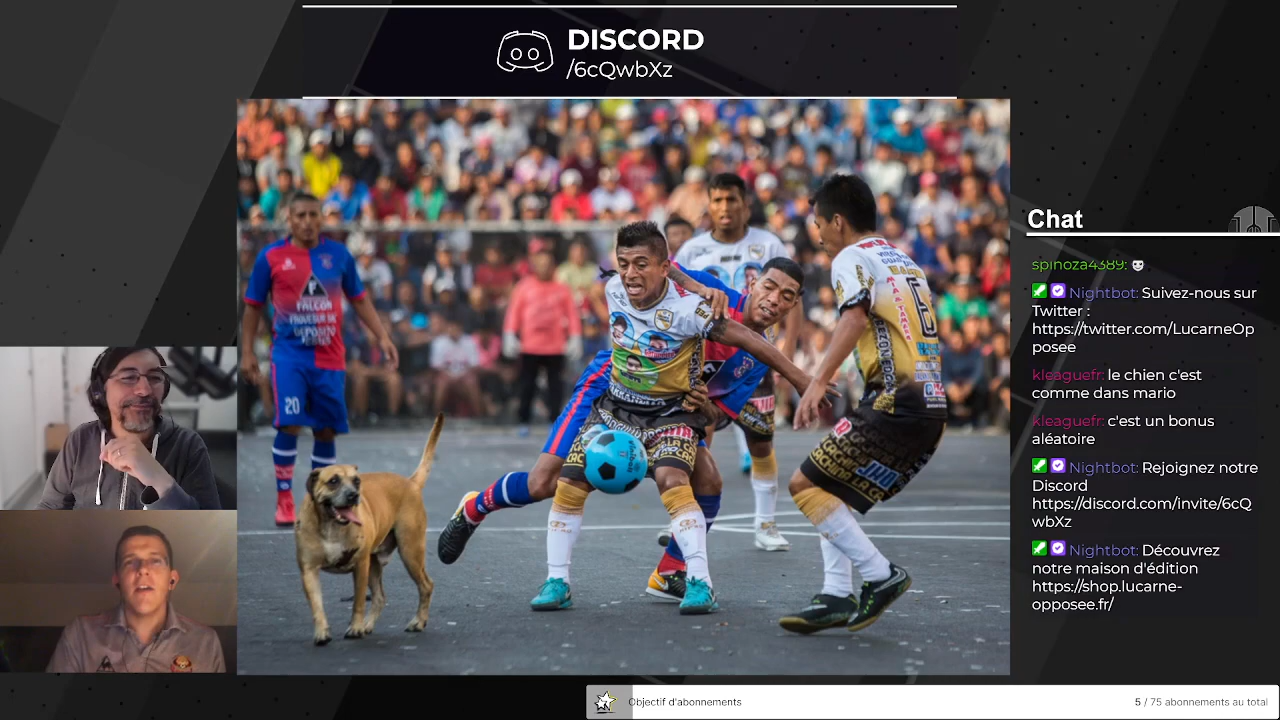 DISCORD
/6cQwbXz
Chat
spinoza4389:
Nightbot: Suivez-nous sur
Twitter :
https://twitter.com/LucarneOp
posee
kleaguefr: le chien c'est
comme dans mario
kleaguefr: c'est un bonus
aléatoire
Nightbot: Rejoignez notre
Discord
https://discord.com/invite/6cQ
wbXz
Nightbot: Découvrez
notre maison d'édition
https://shop.lucarne-
opposee.fr/
F
FALCON
20
6
Objectif d'abonnements
5 / 75 abonnements au total